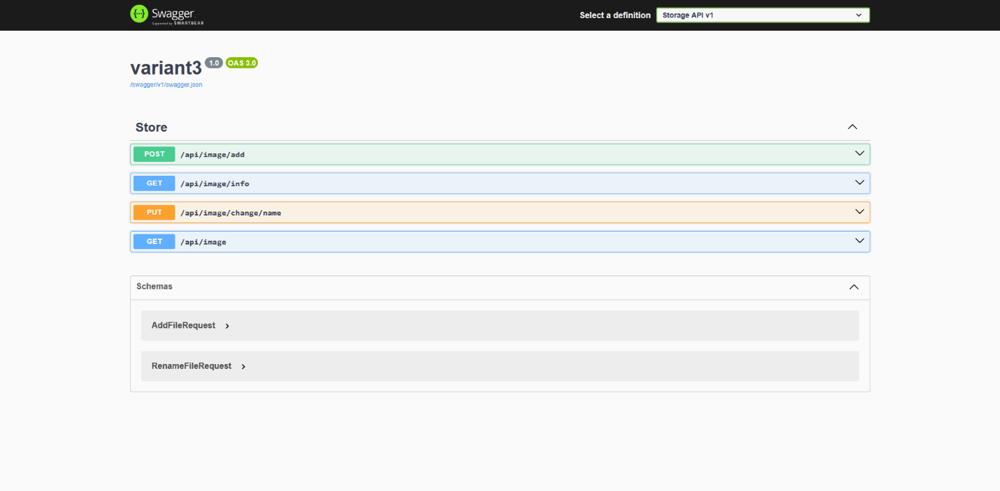 Swagger
Supported by SMARTBEAR
Select a definition
Storage API v1
variant3 1.0 OAS 3.0
/swagger/v1/swagger.json
Store
POST /api/image/add
GET /api/image/info
PUT /api/image/change/name
GET /api/image
Schemas
AddFileRequest
RenameFileRequest